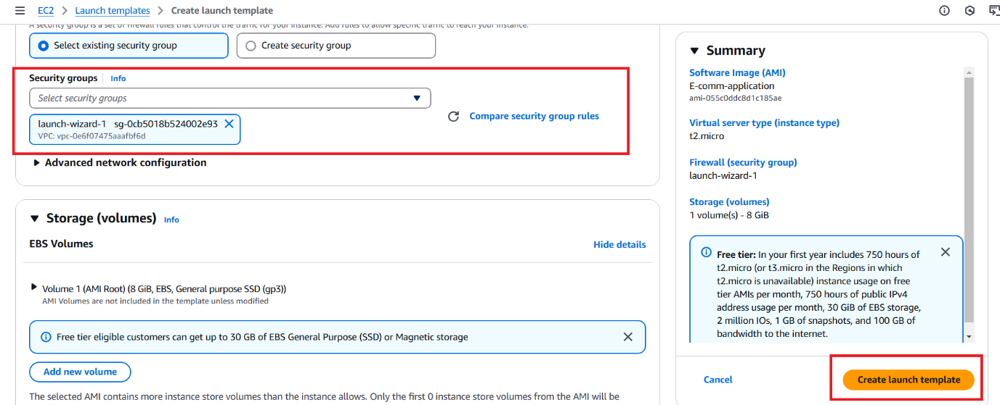 EC2 > Launch templates > Create launch template
A security group is a set of firewall rules that control the traffic for your instance. Add rules to allow specific traffic to reach your instance.
Select existing security group
Create security group
Security groups Info
Select security groups
launch-wizard-1 sg-0cb5018b524002e93
VPC: vpc-0e6f07475aaafbf6d
Compare security group rules
Advanced network configuration
Storage (volumes) Info
EBS Volumes
Hide details
Volume 1 (AMI Root) (8 GiB, EBS, General purpose SSD (gp3))
AMI Volumes are not included in the template unless modified
Free tier eligible customers can get up to 30 GB of EBS General Purpose (SSD) or Magnetic storage
Add new volume
The selected AMI contains more instance store volumes than the instance allows. Only the first 0 instance store volumes from the AMI will be
Summary
Software Image (AMI)
E-comm-application
ami-055c0ddc8d1c185ae
Virtual server type (instance type)
t2.micro
Firewall (security group)
launch-wizard-1
Storage (volumes)
1 volume(s) - 8 GiB
Free tier: In your first year includes 750 hours of
t2.micro (or t3.micro in the Regions in which
t2.micro is unavailable) instance usage on free
tier AMIs per month, 750 hours of public IPv4
address usage per month, 30 GiB of EBS storage,
2 million IOs, 1 GB of snapshots, and 100 GB of
bandwidth to the internet.
Cancel
Create launch template